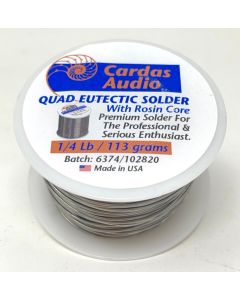 Cardas
Audio®
QUAD EUTECTIC SOLDER
With Rosin Core
Premium Solder For
The Professional &
Serious Enthusiast.
1/4 Lb / 113 grams
Batch: 6374/102820
Made in USA